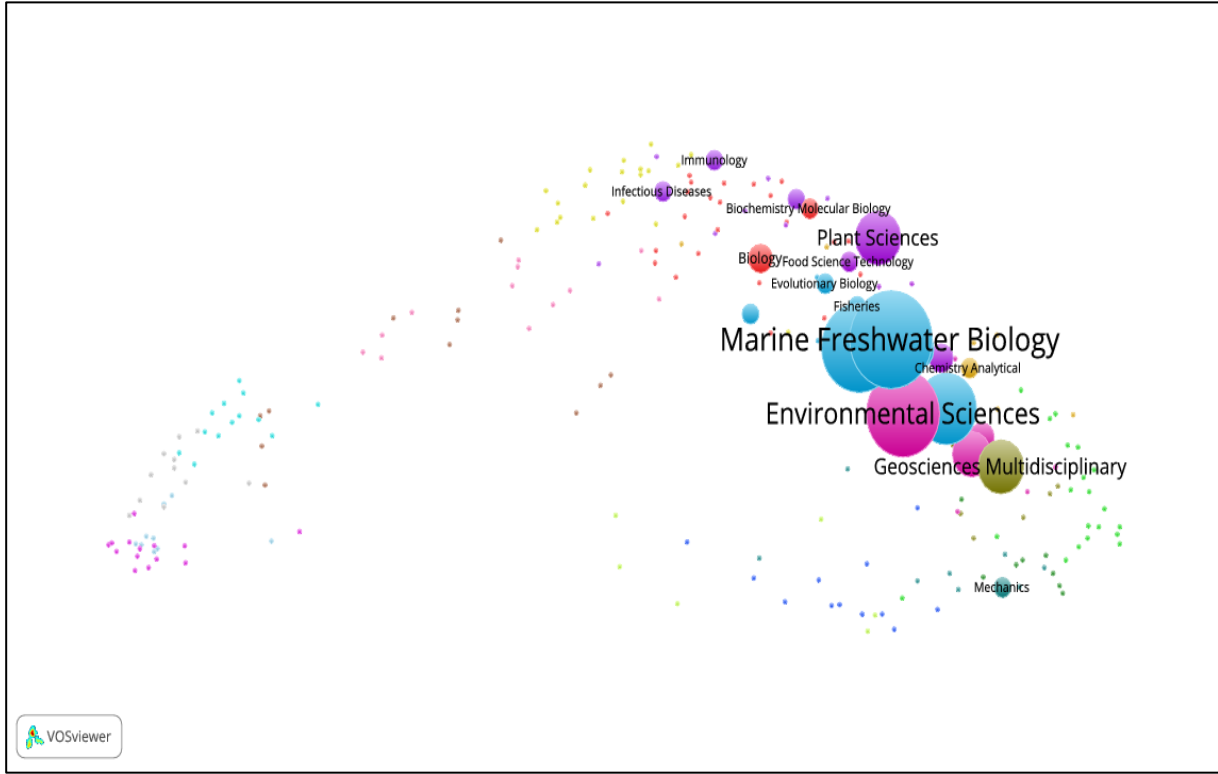 Immunology
Infectious Diseases
Biochemistry Molecular Biology
Plant Sciences
Biology
Food Science Technology
Evolutionary Biology
Fisheries
Marine Freshwater Biology
Chemistry Analytical
Environmental Sciences
Geosciences Multidisciplinary
Mechanics
VOSviewer